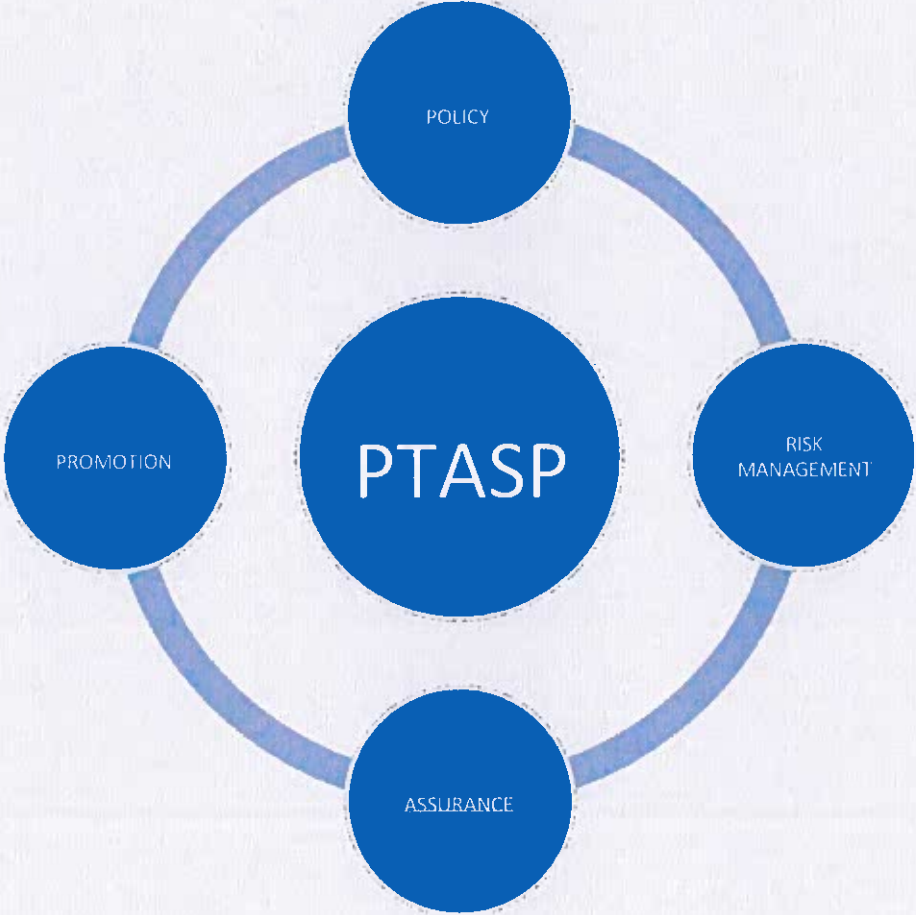 POLICY
PROMOTION
PTASP
RISK
MANAGEMENT
ASSURANCE